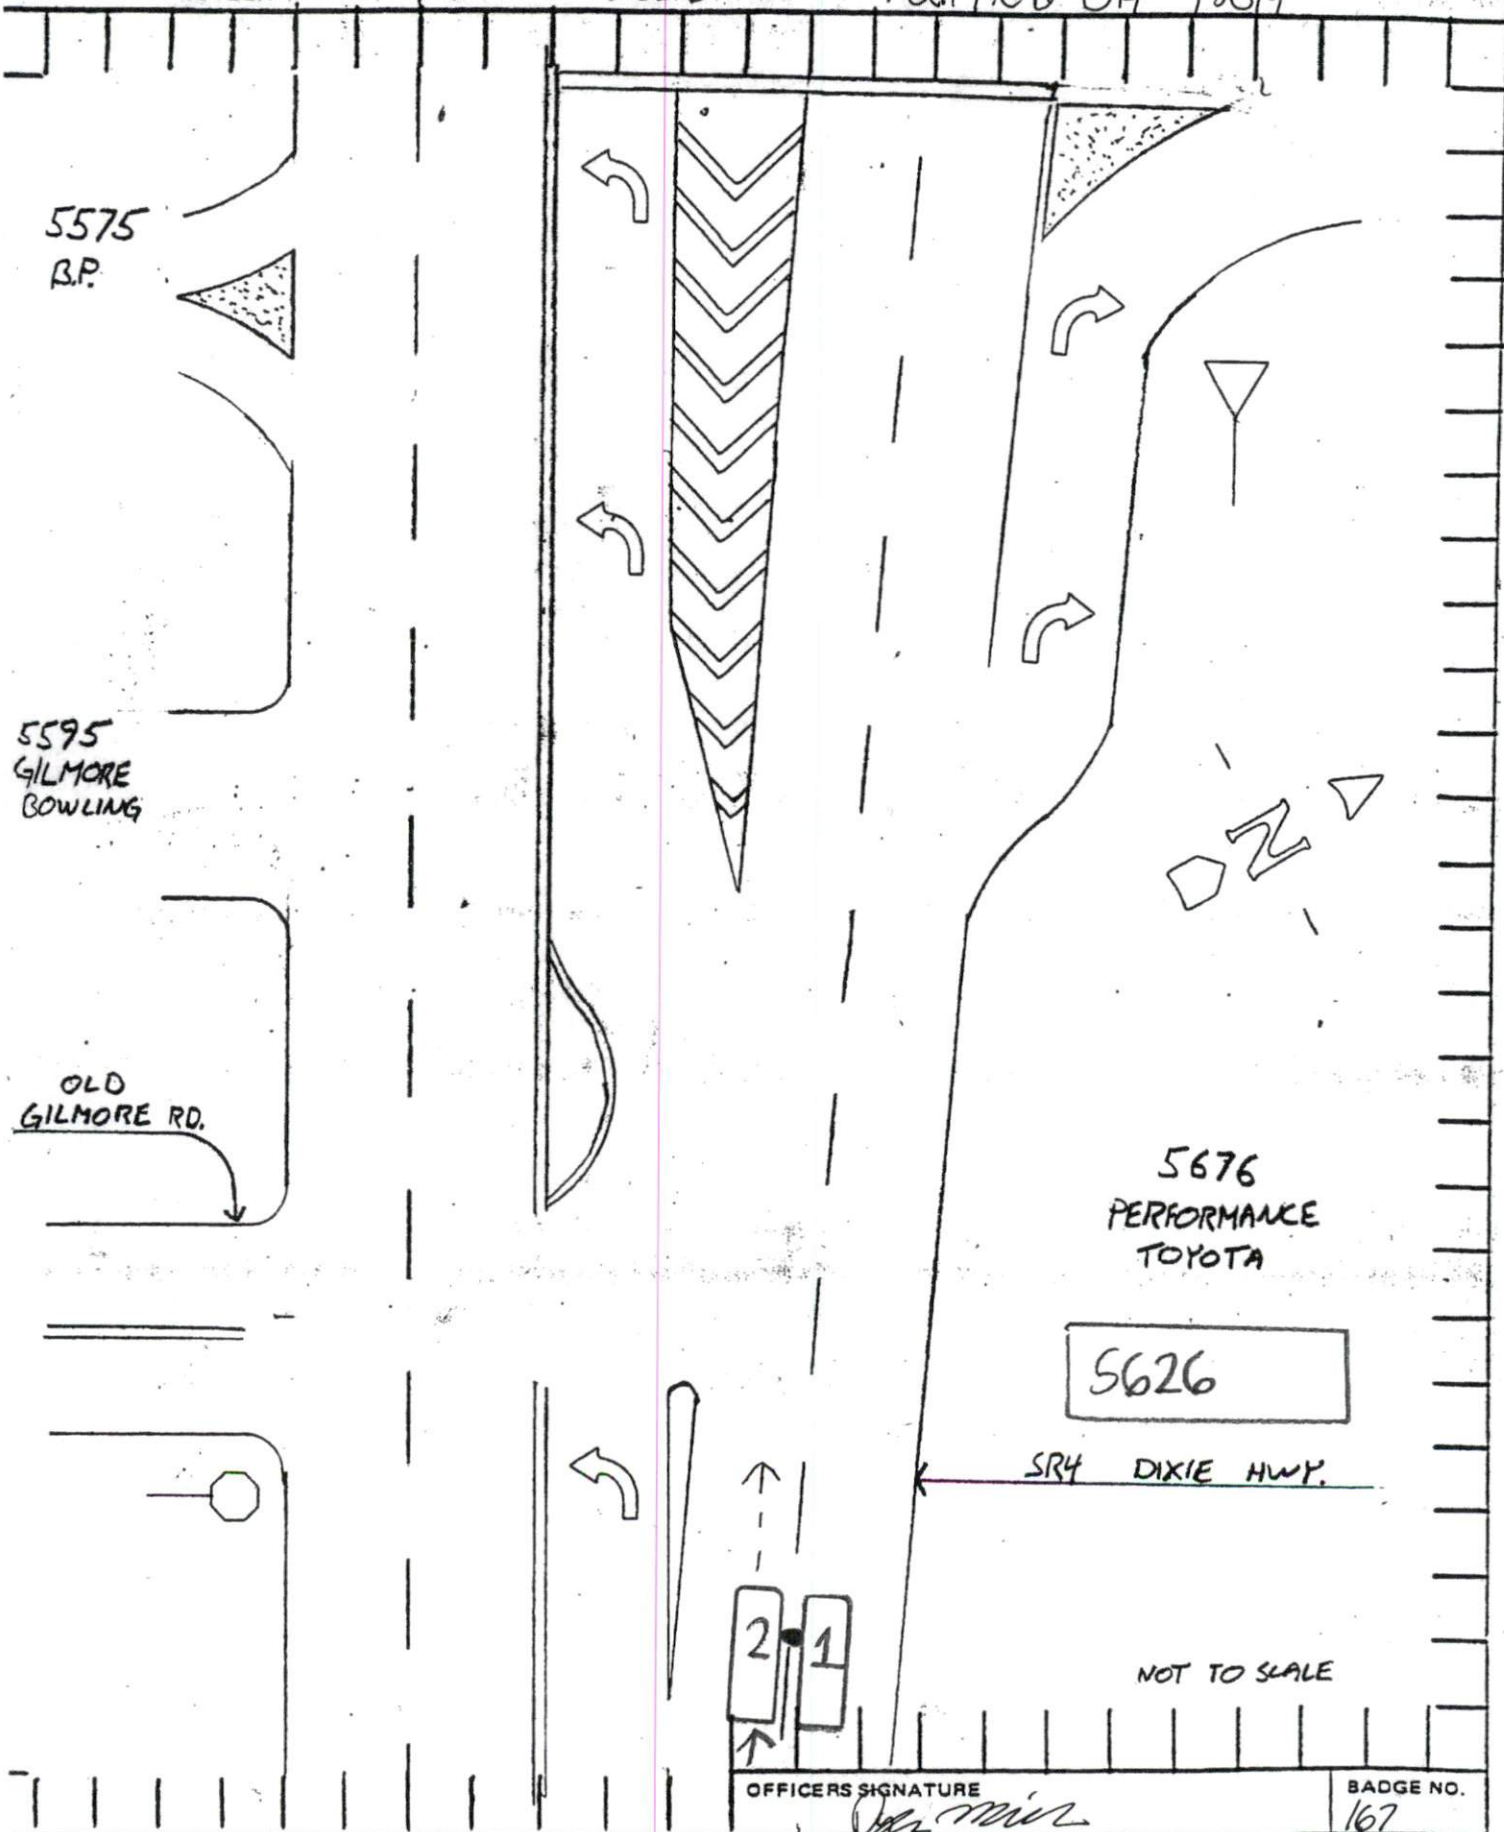 5575
B.P.
N
5595
GILMORE
BOWLING
OLD
GILMORE RD.
5676
PERFORMANCE
TOYOTA
5626
SR4 DIXIE HWY.
2 1
NOT TO SCALE
OFFICERS SIGNATURE
BADGE NO.
167